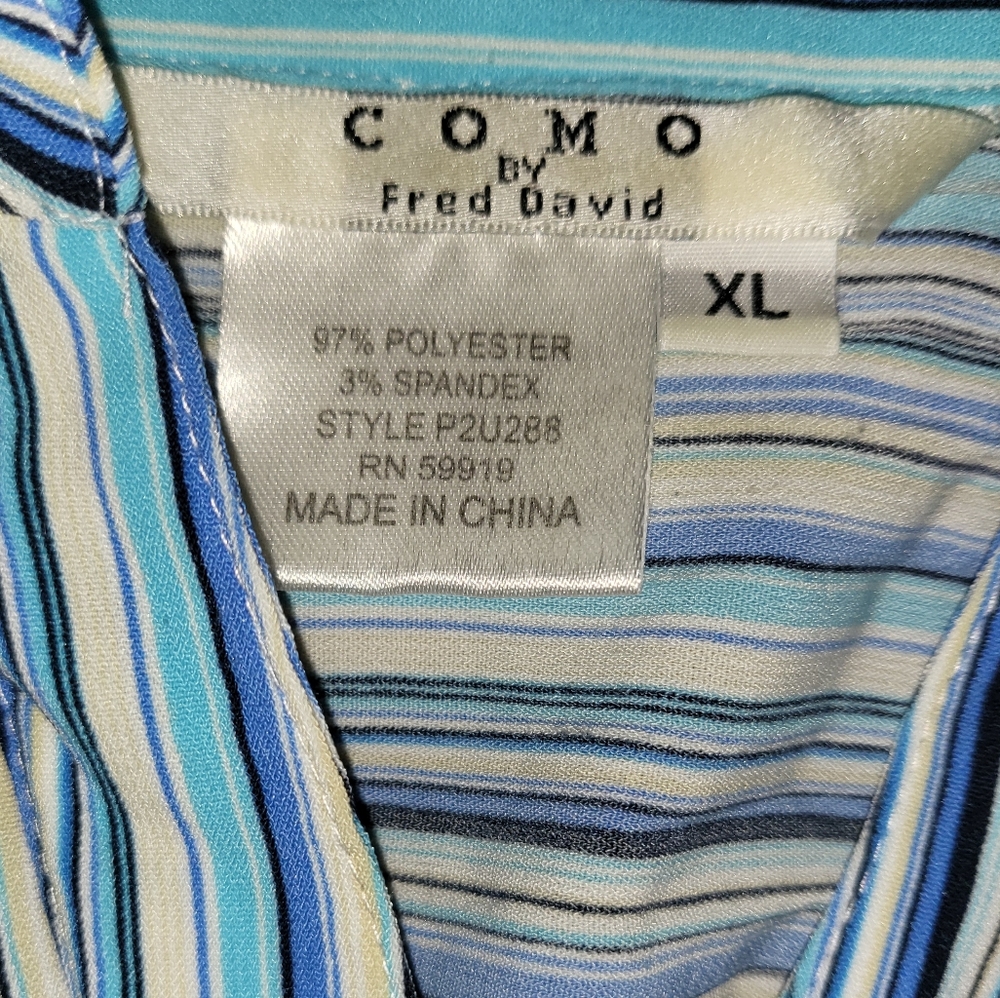 COMO
BY
Fred David
XL
97% POLYESTER
3% SPANDEX
STYLE P2U288
RN 59919
MADE IN CHINA